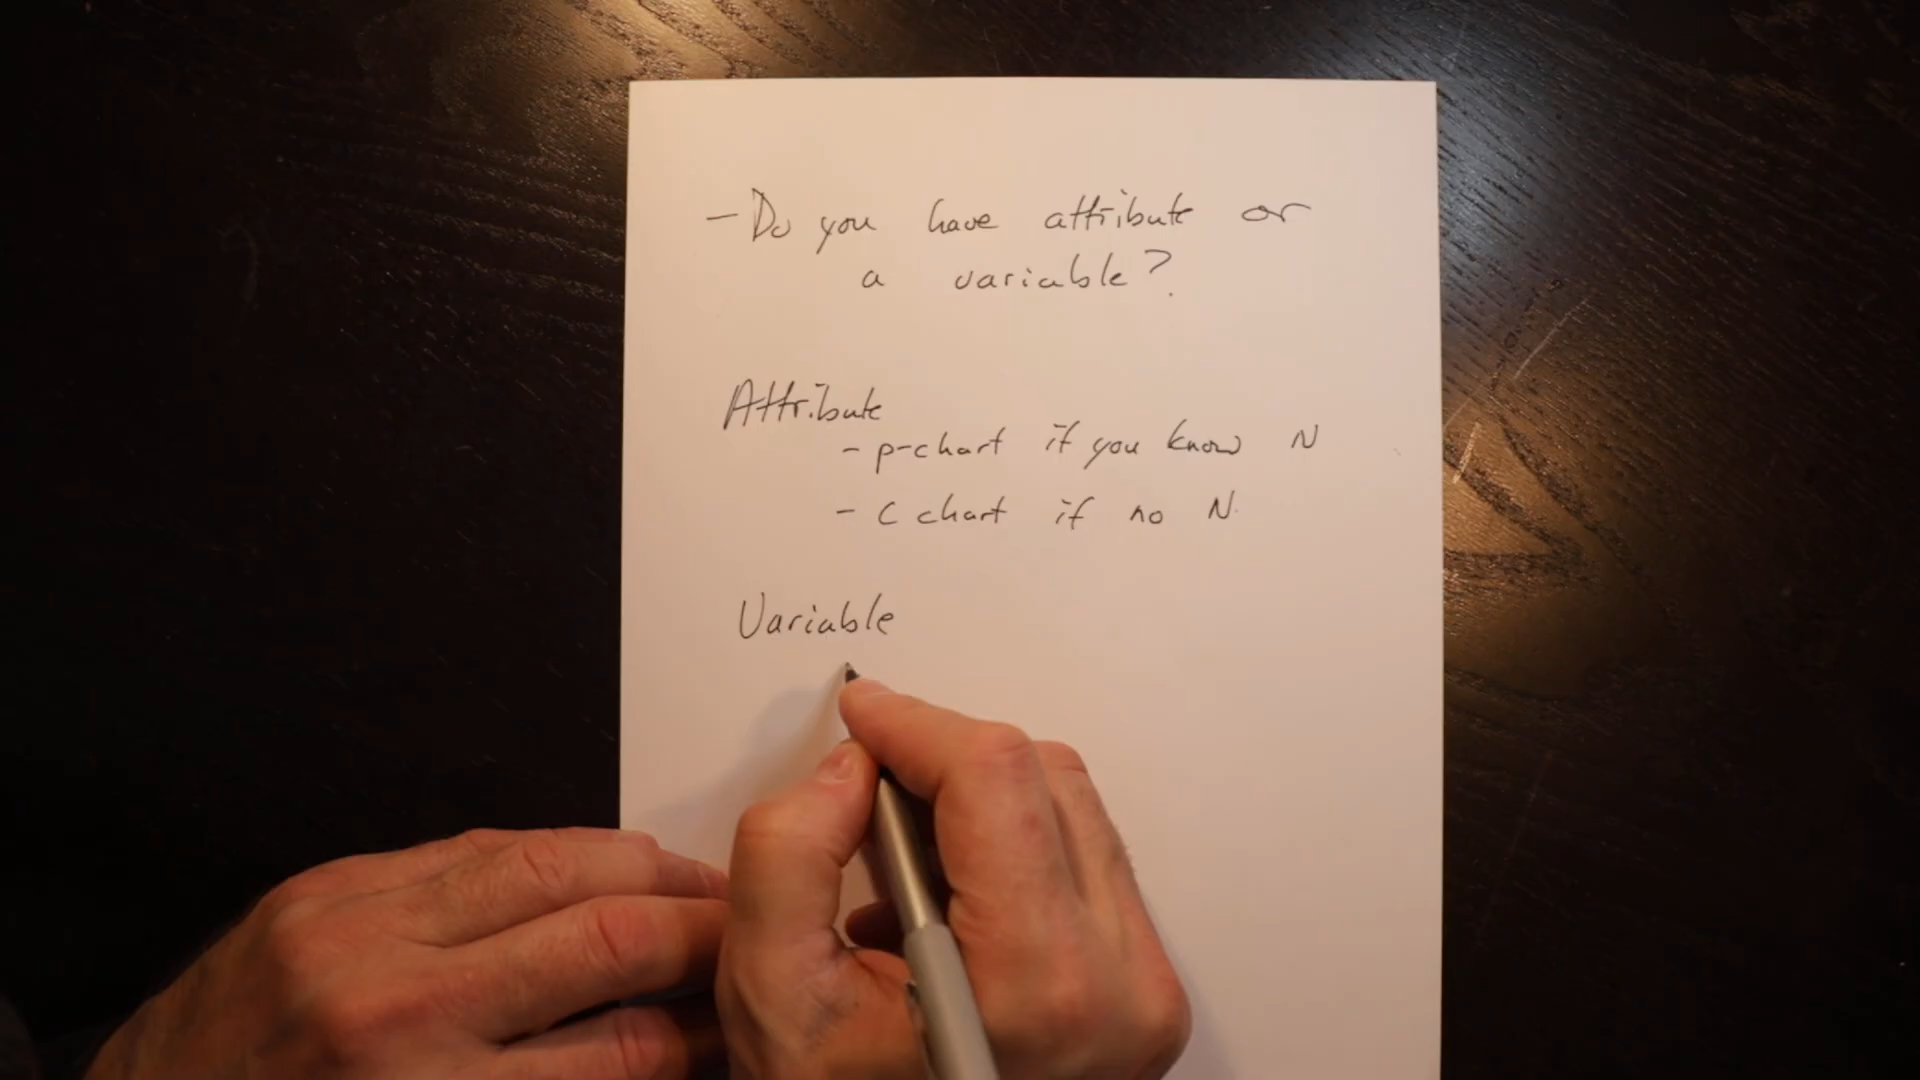 - Do you have attribute or
a variable?
Attribute
- p-chart if you know N
- C chart if no N.
Variable